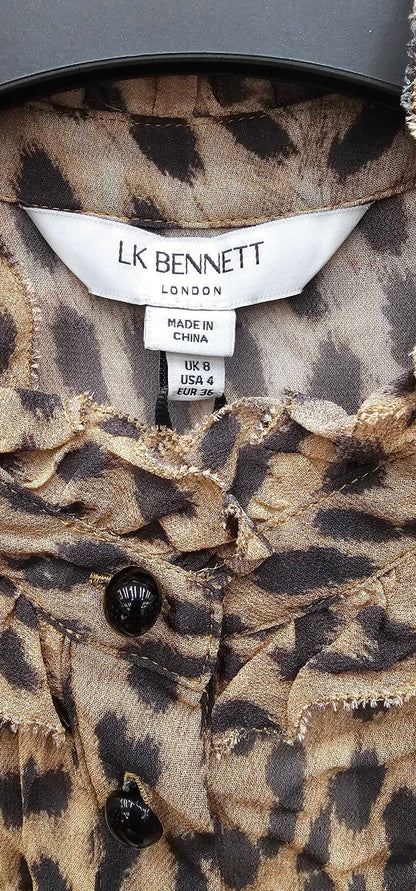 LK BENNETT
LONDON
MADE IN
CHINA
UK 8
USA 4
EUR 36